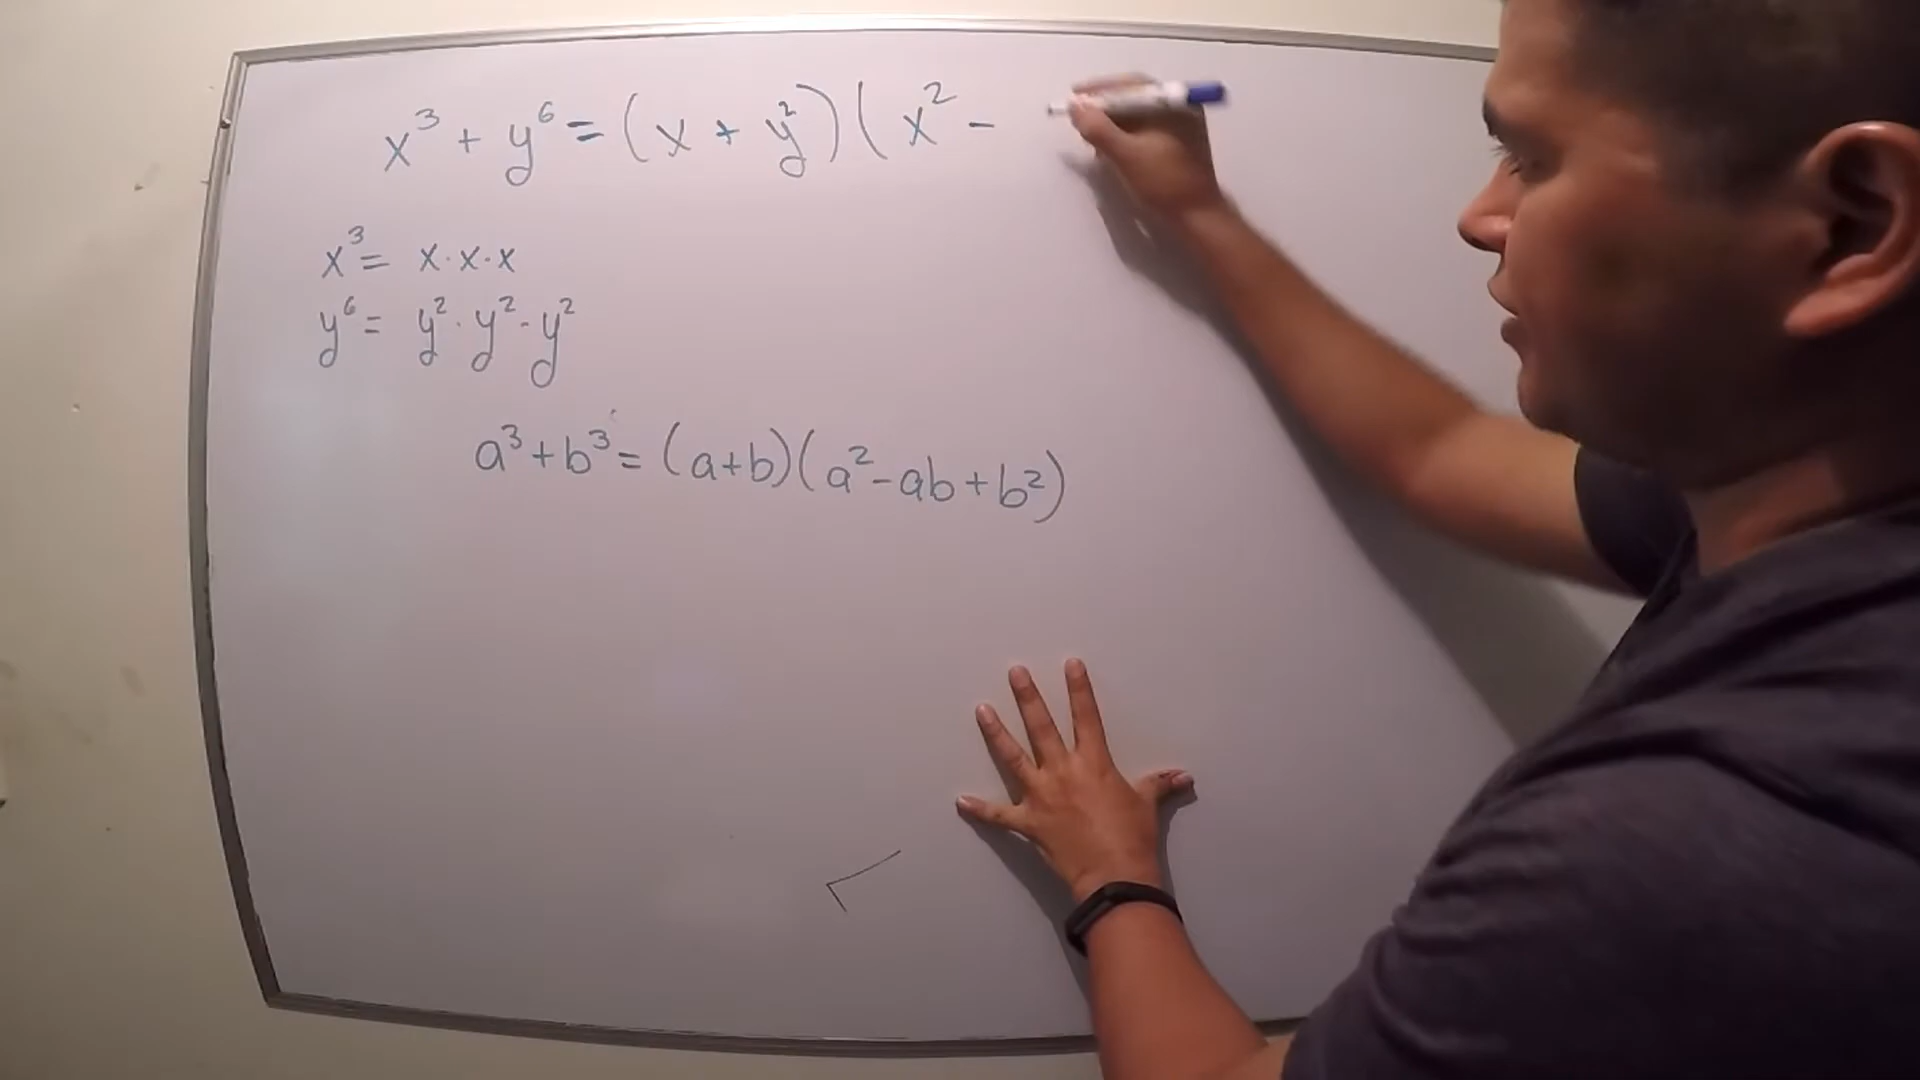 x³ + y⁶ = (x + y²)(x² -
x³ = x · x · x
y⁶ = y² · y² · y²
a³ + b³ = (a+b)(a² - ab + b²)